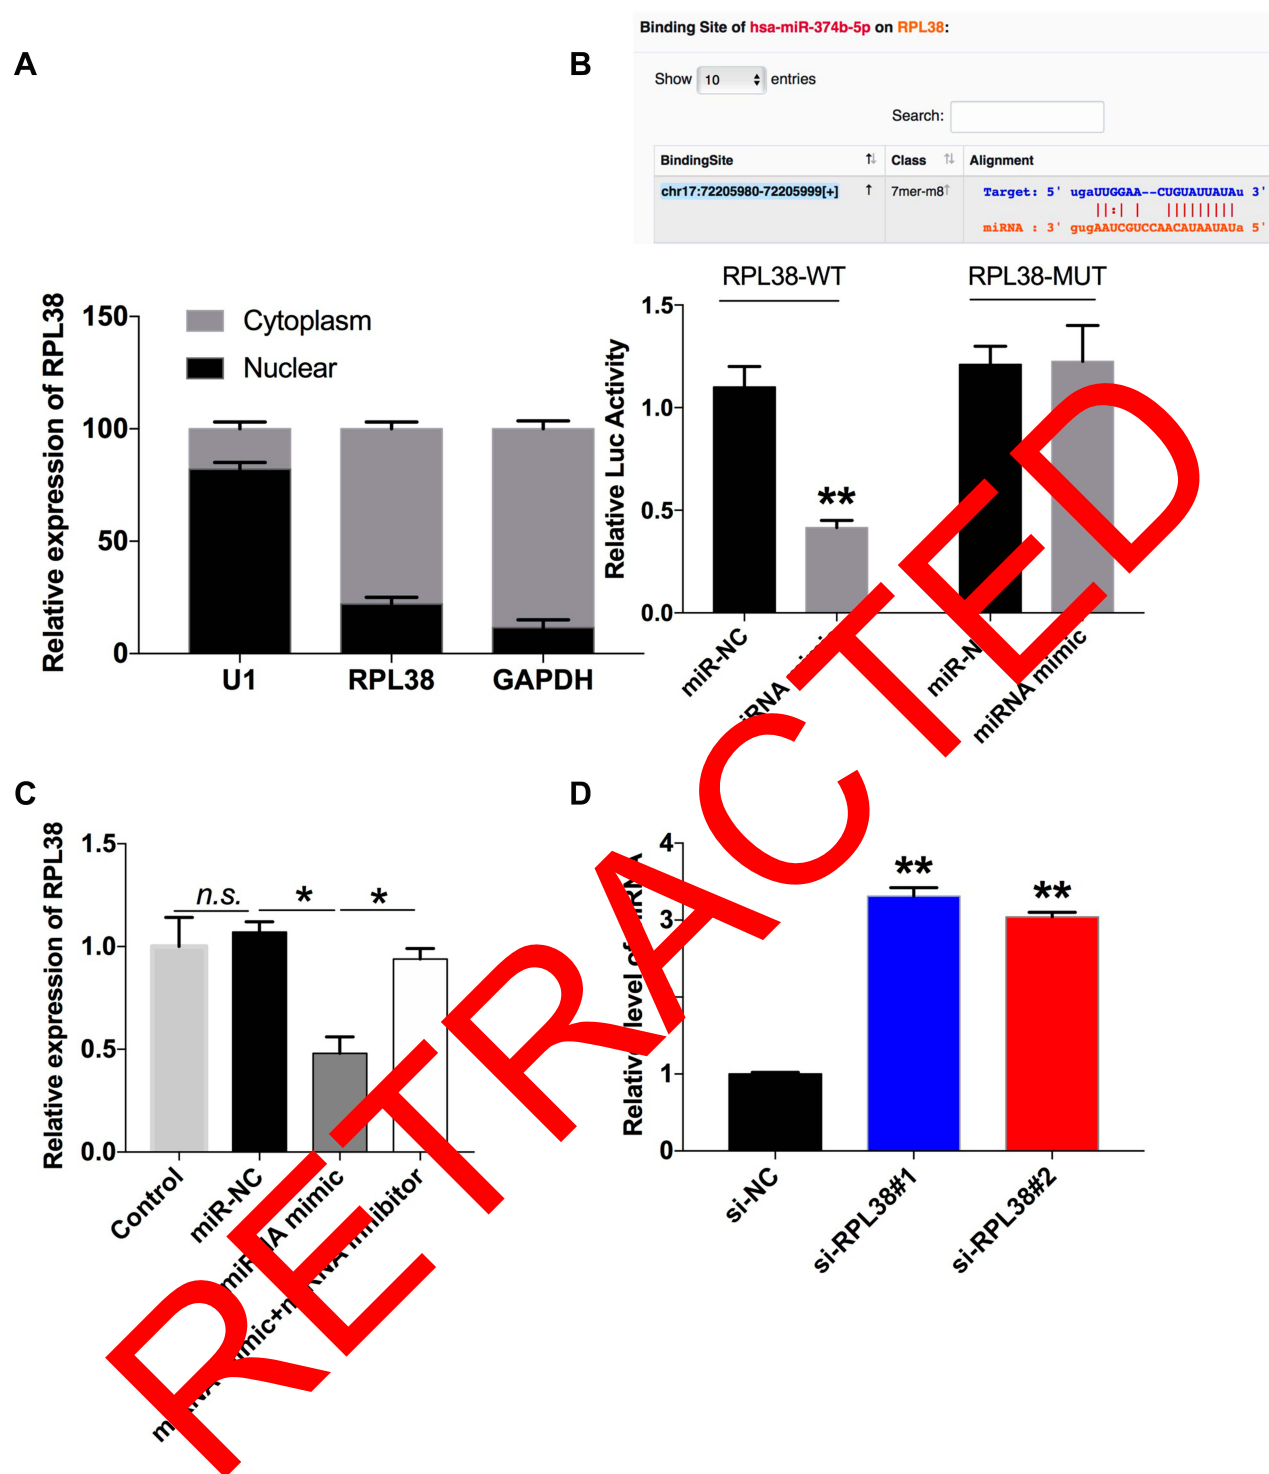 A
B
Binding Site of hsa-miR-374b-5p on RPL38:
Show 10 entries
Search:
BindingSite Class Alignment
chr17:72205980-72205999[+] 7mer-m8 Target: 5' ugaUUGGAA--CUGUAUUAUAu 3'
miRNA : 3' gugAAUCGUCCAACAUAAUAUa 5'
Relative expression of RPL38
150
100
50
0
Cytoplasm
Nuclear
U1 RPL38 GAPDH
Relative Luc Activity
1.5
1.0
0.5
0.0
RPL38-WT RPL38-MUT
**
miR-NC
miRNA mimic
C
D
Relative expression of RPL38
1.5
1.0
0.5
0.0
n.s. * *
Control
miR-NC
miRNA mimic
Relative level of
4
3
1
0
** **
si-NC
si-RPL38#1
si-RPL38#2
RETRACTED